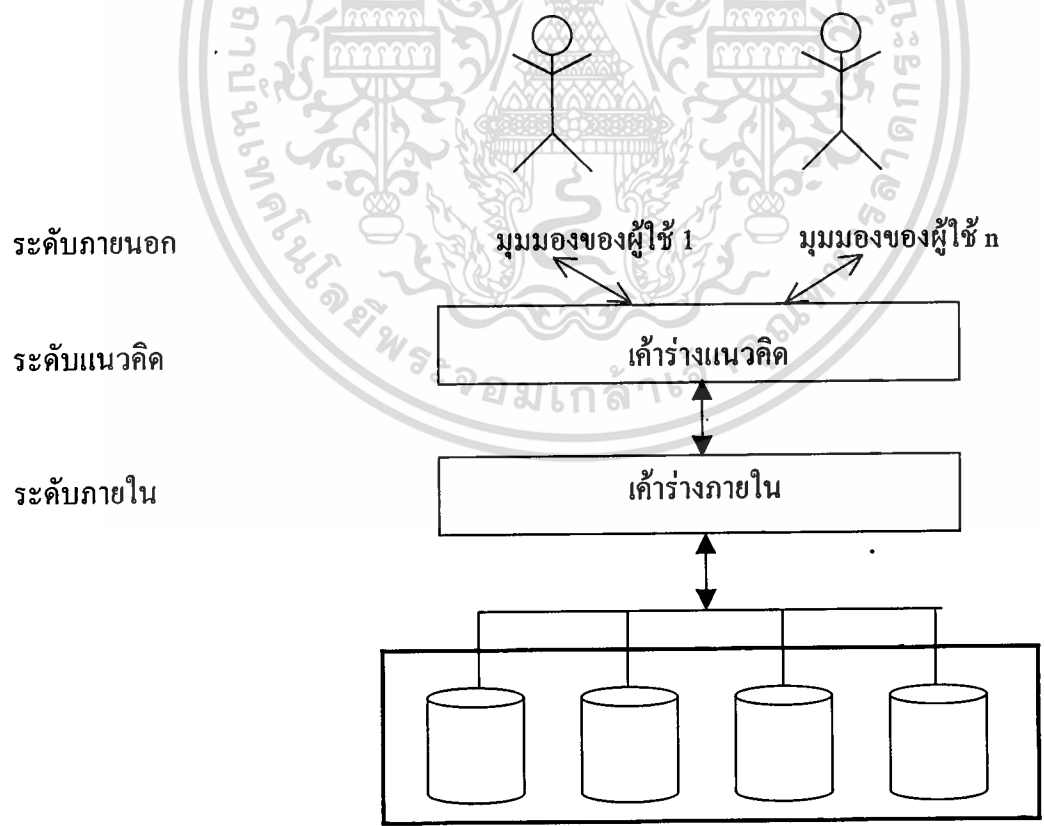 ระดับภายนอก
มุมมองของผู้ใช้ 1
มุมมองของผู้ใช้ n
ระดับแนวคิด
เค้าร่างแนวคิด
ระดับภายใน
เค้าร่างภายใน